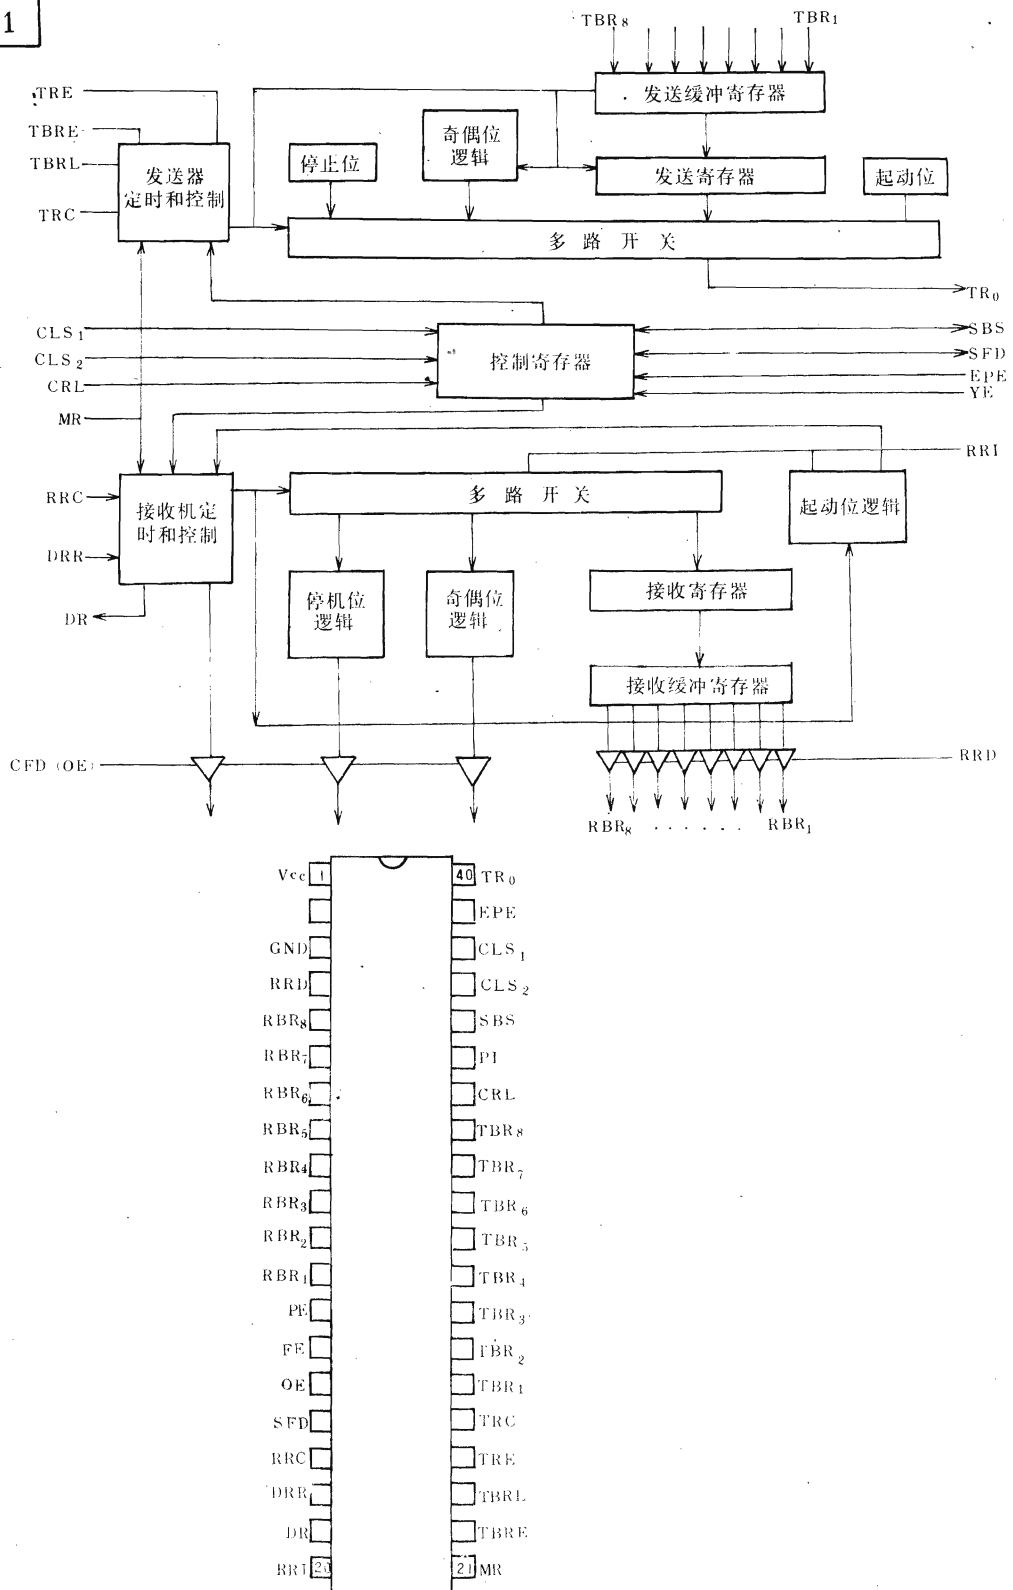 1
TBR₈ TBR₁
TRE
发送缓冲寄存器
TBRE
奇偶位
逻辑
TBRL
停止位
发送器
定时和控制
发送寄存器
起动位
TRC
多路开关
TR₀
CLS₁
SBS
控制寄存器
SFD
CLS₂
EPE
CRL
YE
MR
RRI
RRC
多路开关
起动位逻辑
接收机定
时和控制
DRR
停机位
逻辑
奇偶位
逻辑
接收寄存器
DR
接收缓冲寄存器
CFD (OE)
RRD
RBR₈ . . . . . . RBR₁
Vcc 1 40 TR₀
EPE
GND CLS₁
RRD CLS₂
RBR₈ SBS
RBR₇ PI
RBR₆ CRL
RBR₅ TBR₈
RBR₄ TBR₇
RBR₃ TBR₆
RBR₂ TBR₅
RBR₁ TBR₄
PE TBR₃
FE TBR₂
OE TBR₁
SFD TRC
RRC TRE
DRR TBRL
DR TBRE
RRI 20 21 MR